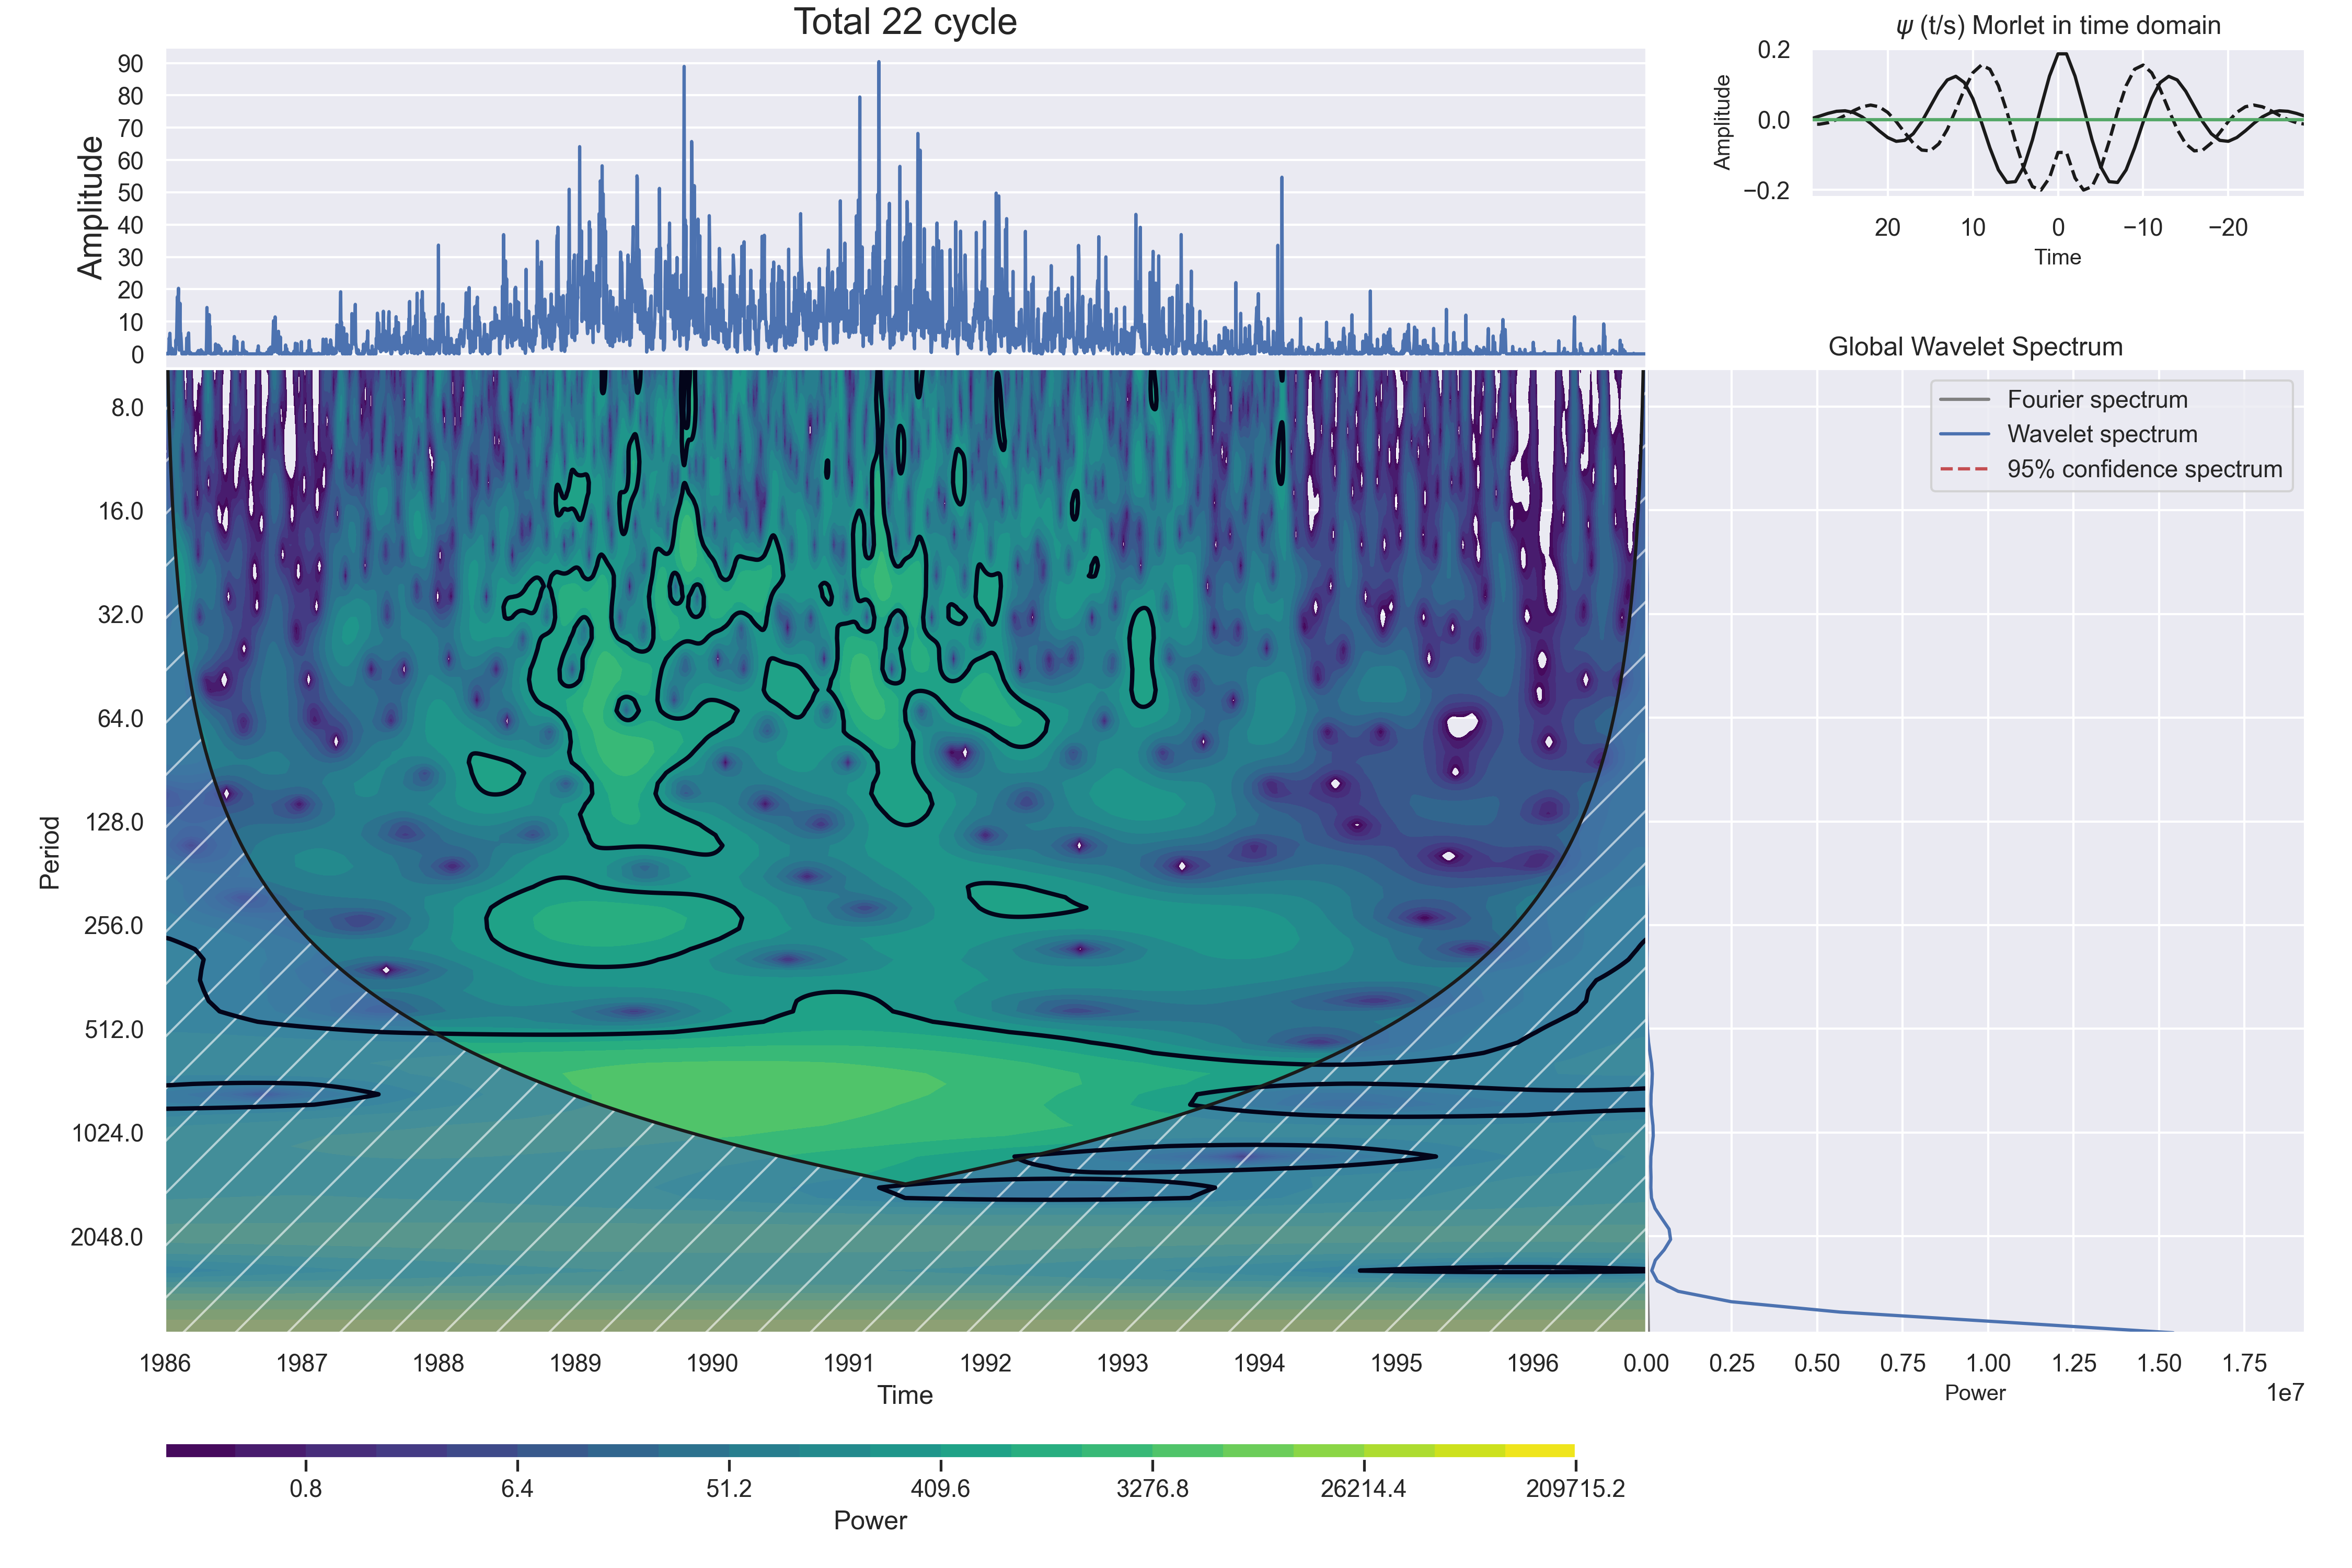 Total 22 cycle
Amplitude
90
80
70
60
50
40
30
20
10
0
ψ (t/s) Morlet in time domain
Amplitude
0.2
0.0
−0.2
20 10 0 −10 −20
Time
Global Wavelet Spectrum
Fourier spectrum
Wavelet spectrum
95% confidence spectrum
Period
8.0
16.0
32.0
64.0
128.0
256.0
512.0
1024.0
2048.0
1986 1987 1988 1989 1990 1991 1992 1993 1994 1995 1996
Time
0.00 0.25 0.50 0.75 1.00 1.25 1.50 1.75
Power
1e7
0.8 6.4 51.2 409.6 3276.8 26214.4 209715.2
Power